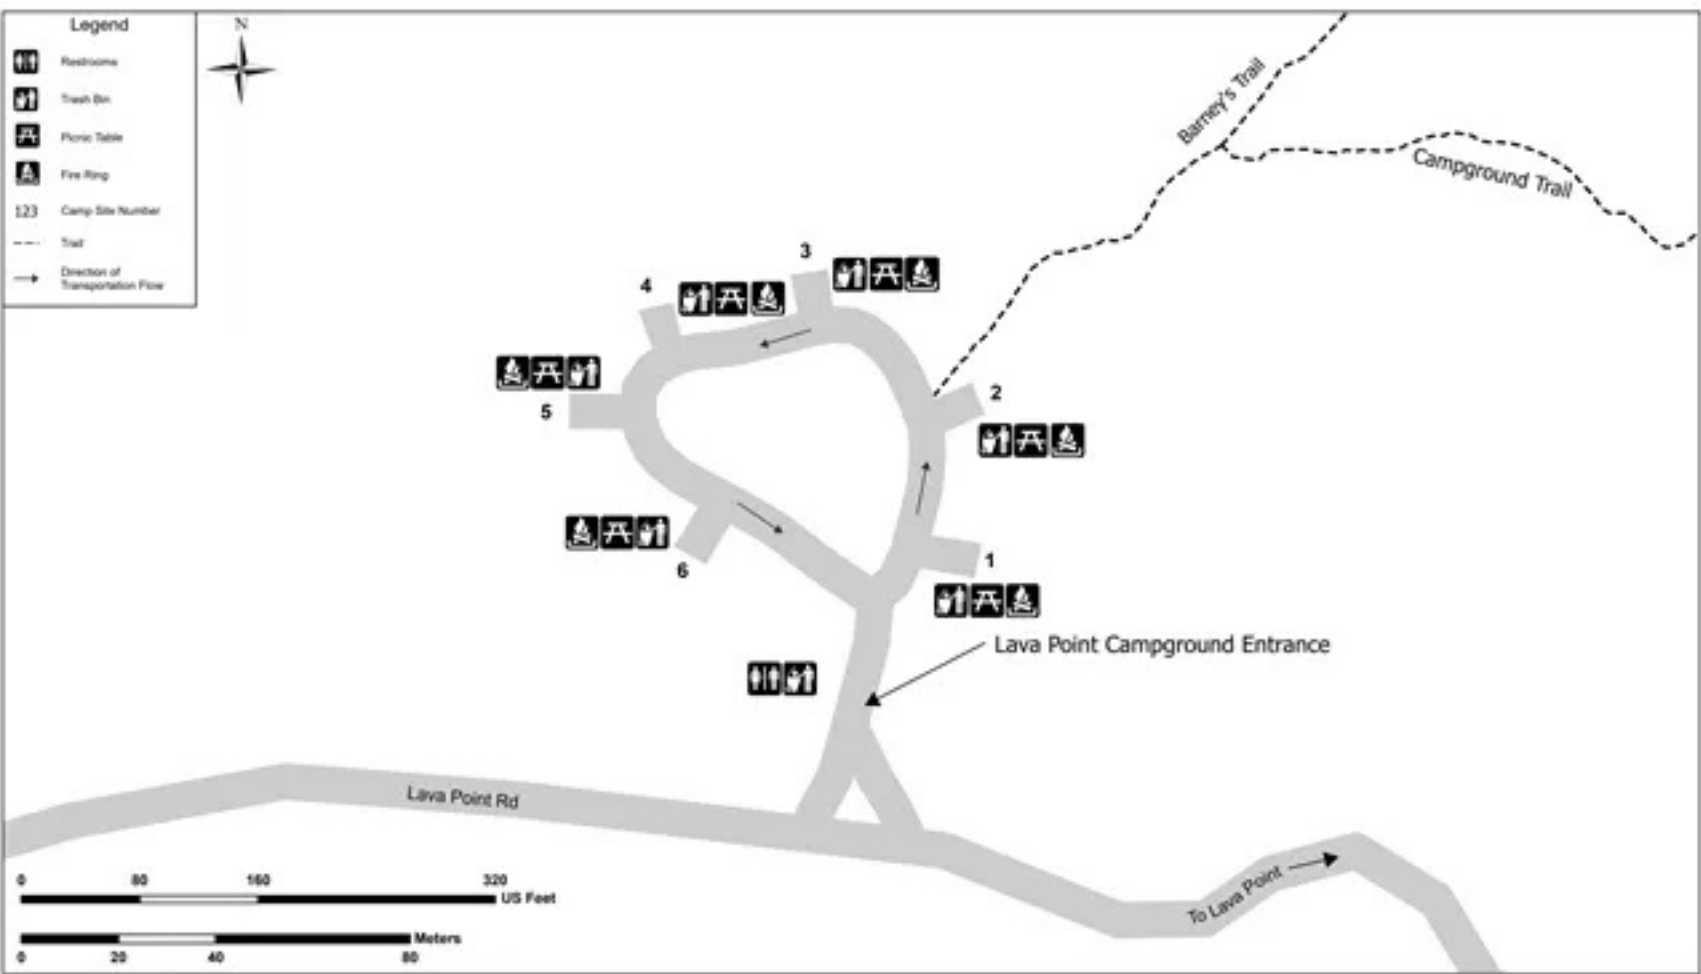 Legend
Restrooms
Trash Bin
Picnic Table
Fire Ring
123 Camp Site Number
Trail
Direction of
Transportation Flow
N
Barney's Trail
Campground Trail
3
4
2
5
1
6
Lava Point Campground Entrance
Lava Point Rd
To Lava Point
0 80 160 320
US Feet
Meters
0 20 40 80